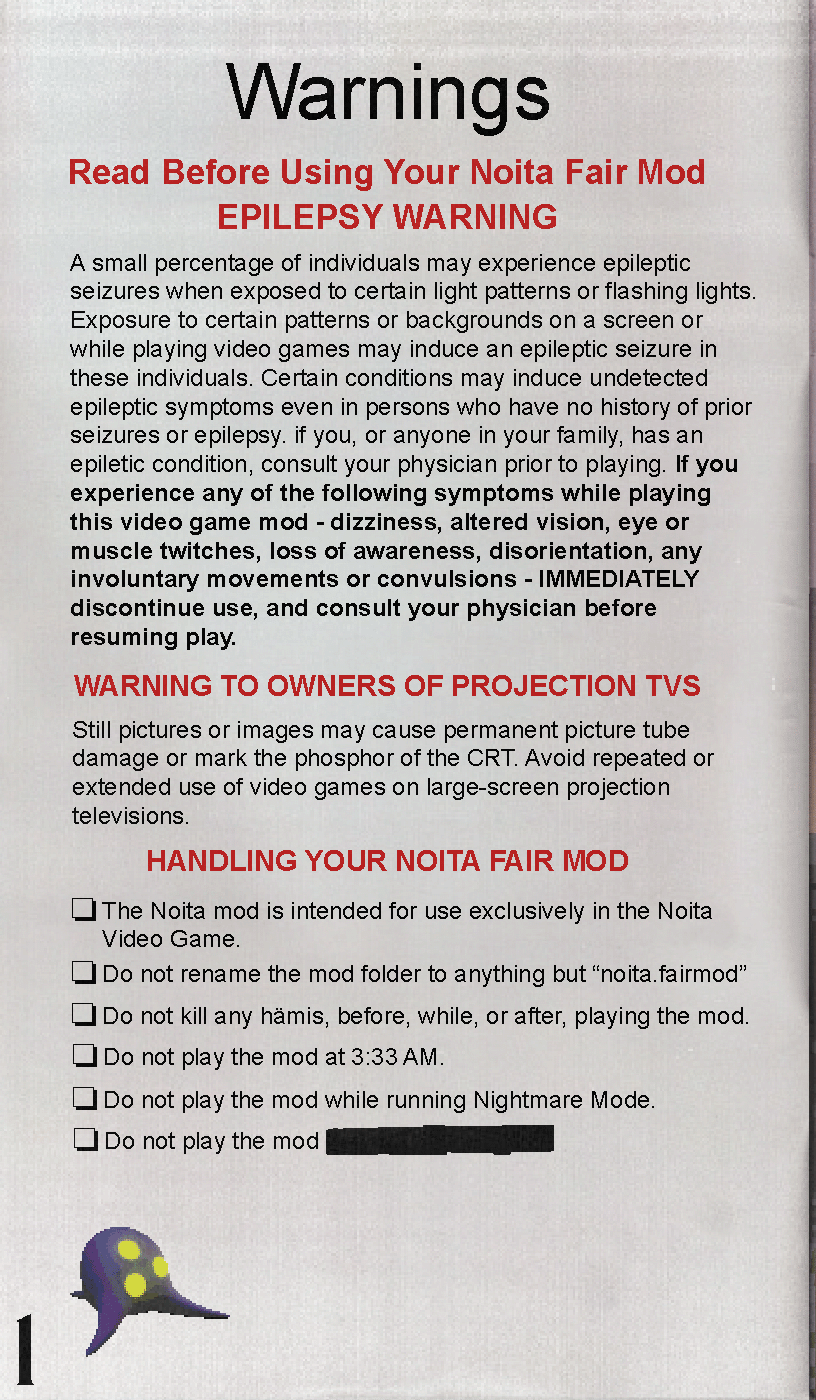 Warnings
Read Before Using Your Noita Fair Mod
EPILEPSY WARNING
A small percentage of individuals may experience epileptic
seizures when exposed to certain light patterns or flashing lights.
Exposure to certain patterns or backgrounds on a screen or
while playing video games may induce an epileptic seizure in
these individuals. Certain conditions may induce undetected
epileptic symptoms even in persons who have no history of prior
seizures or epilepsy. if you, or anyone in your family, has an
epiletic condition, consult your physician prior to playing. If you
experience any of the following symptoms while playing
this video game mod - dizziness, altered vision, eye or
muscle twitches, loss of awareness, disorientation, any
involuntary movements or convulsions - IMMEDIATELY
discontinue use, and consult your physician before
resuming play.
WARNING TO OWNERS OF PROJECTION TVS
Still pictures or images may cause permanent picture tube
damage or mark the phosphor of the CRT. Avoid repeated or
extended use of video games on large-screen projection
televisions.
HANDLING YOUR NOITA FAIR MOD
❏ The Noita mod is intended for use exclusively in the Noita
Video Game.
❏ Do not rename the mod folder to anything but “noita.fairmod”
❏ Do not kill any hämis, before, while, or after, playing the mod.
❏ Do not play the mod at 3:33 AM.
❏ Do not play the mod while running Nightmare Mode.
❏ Do not play the mod
1